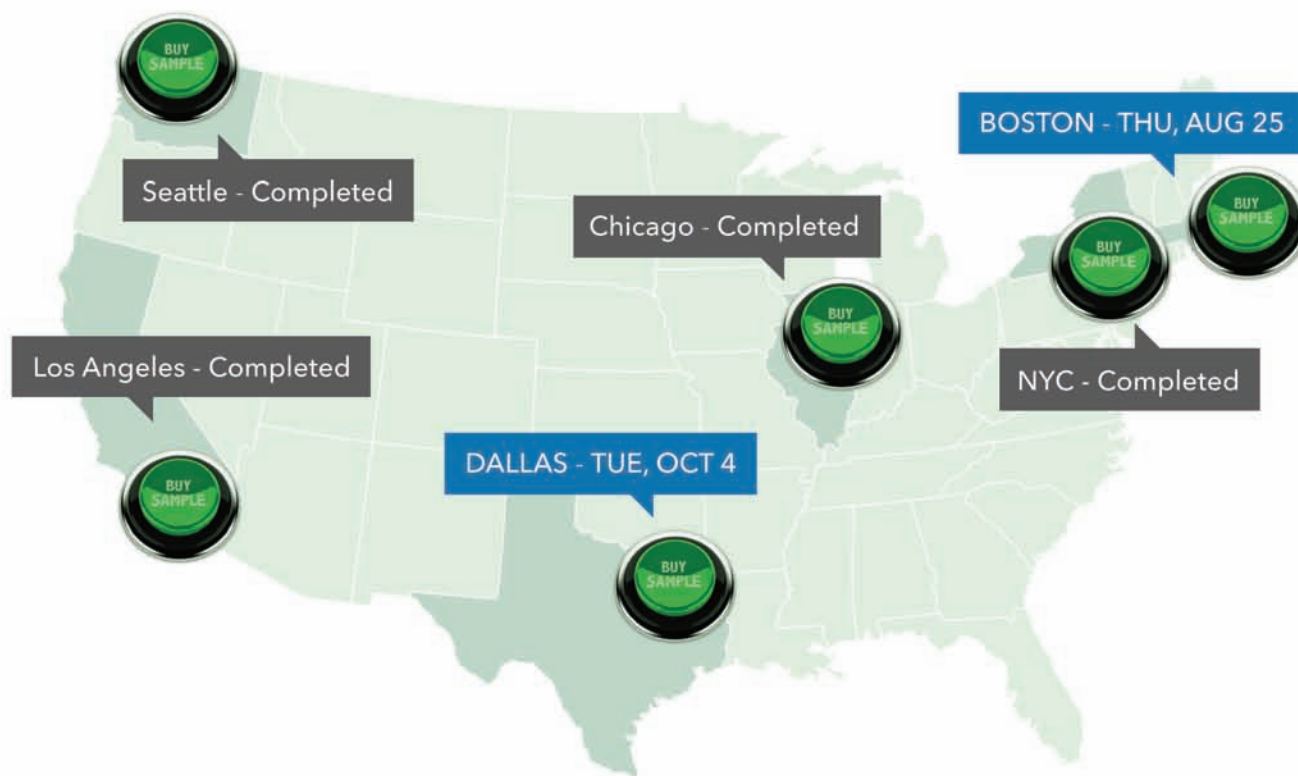 BUY
SAMPLE
Seattle - Completed
BOSTON - THU, AUG 25
BUY
SAMPLE
Chicago - Completed
BUY
SAMPLE
BUY
SAMPLE
NYC - Completed
Los Angeles - Completed
BUY
SAMPLE
DALLAS - TUE, OCT 4
BUY
SAMPLE